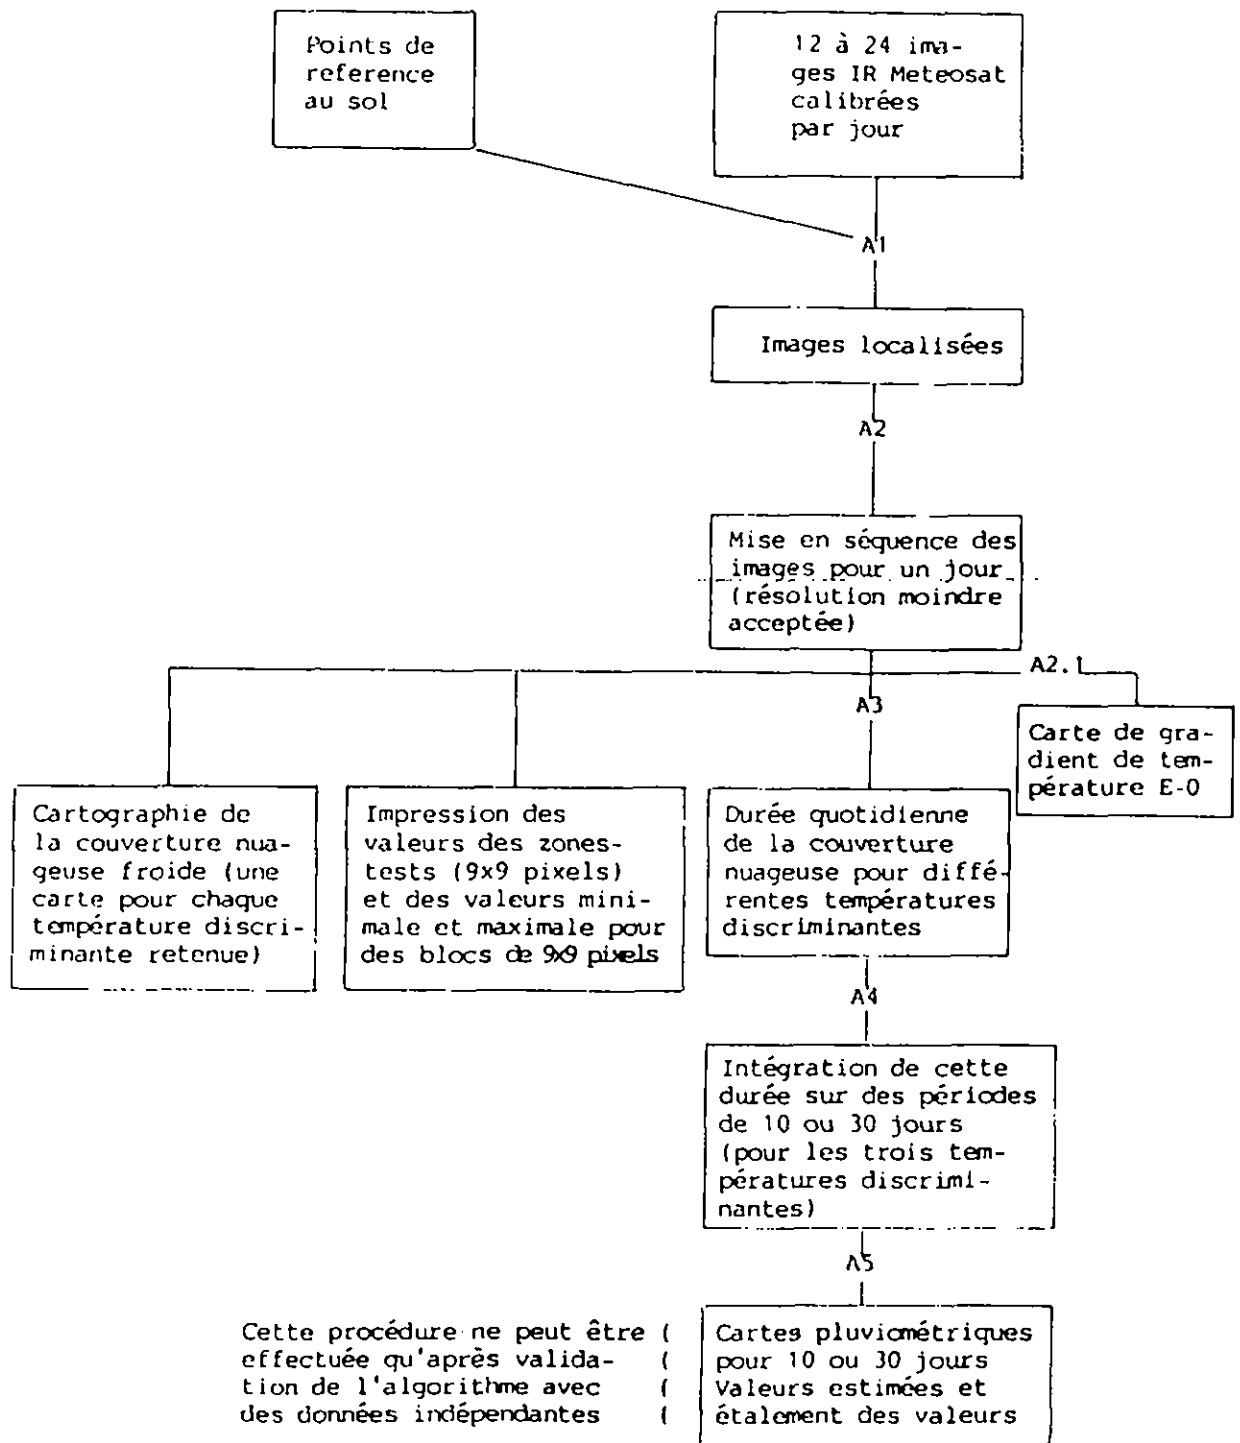 Points de
reference
au sol
12 à 24 ima-
ges IR Meteosat
calibrées
par jour
A1
Images localisées
A2
Mise en séquence des
images pour un jour
(résolution moindre
acceptée)
A2.1
A3
Carte de gra-
dient de tem-
pérature E-O
Cartographie de
la couverture nua-
geuse froide (une
carte pour chaque
température discri-
minante retenue)
Impression des
valeurs des zones-
tests (9x9 pixels)
et des valeurs mini-
male et maximale pour
des blocs de 9x9 pixels
Durée quotidienne
de la couverture
nuageuse pour diffé-
rentes températures
discriminantes
A4
Intégration de cette
durée sur des périodes
de 10 ou 30 jours
(pour les trois tem-
pératures discrimi-
nantes)
A5
Cette procédure ne peut être (
effectuée qu'après valida- (
tion de l'algorithme avec (
des données indépendantes (
Cartes pluviométriques
pour 10 ou 30 jours
Valeurs estimées et
étalement des valeurs